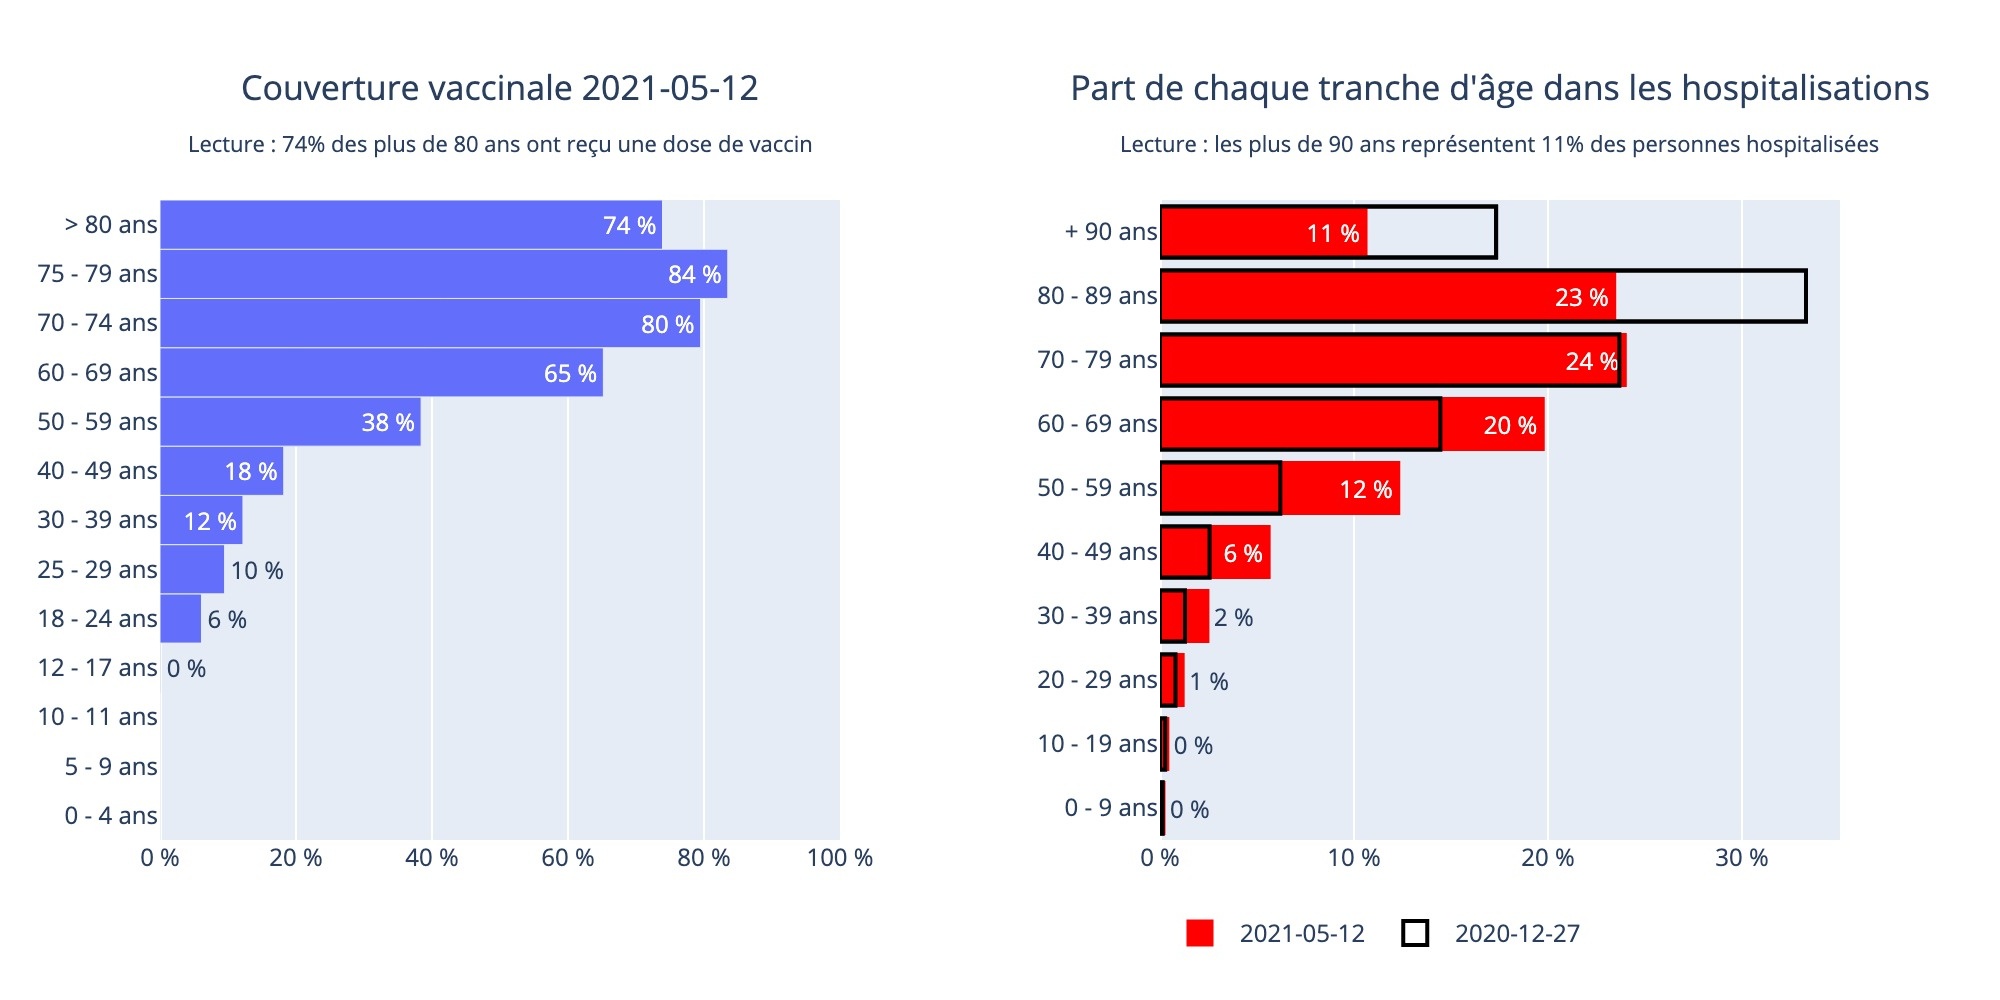 Couverture vaccinale 2021-05-12
Lecture : 74% des plus de 80 ans ont reçu une dose de vaccin
> 80 ans 74 %
75 - 79 ans 84 %
70 - 74 ans 80 %
60 - 69 ans 65 %
50 - 59 ans 38 %
40 - 49 ans 18 %
30 - 39 ans 12 %
25 - 29 ans 10 %
18 - 24 ans 6 %
12 - 17 ans 0 %
10 - 11 ans
5 - 9 ans
0 - 4 ans
0 % 20 % 40 % 60 % 80 % 100 %
Part de chaque tranche d'âge dans les hospitalisations
Lecture : les plus de 90 ans représentent 11% des personnes hospitalisées
+ 90 ans 11 %
80 - 89 ans 23 %
70 - 79 ans 24 %
60 - 69 ans 20 %
50 - 59 ans 12 %
40 - 49 ans 6 %
30 - 39 ans 2 %
20 - 29 ans 1 %
10 - 19 ans 0 %
0 - 9 ans 0 %
0 % 10 % 20 % 30 %
2021-05-12 2020-12-27